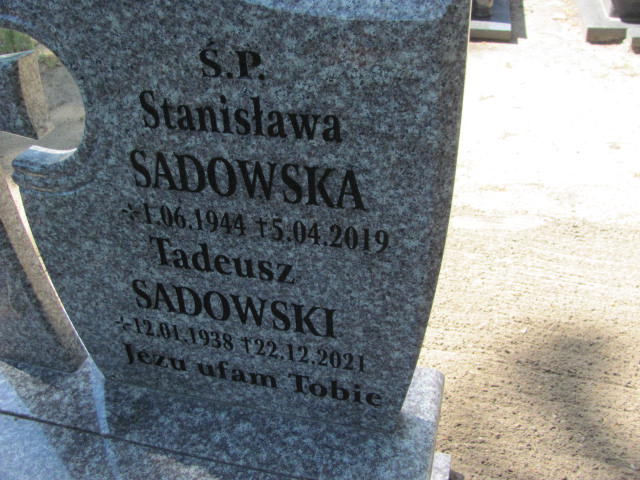 Ś.P.
Stanisława
SADOWSKA
1.06.1944 †5.04.2019
Tadeusz
SADOWSKI
12.01.1938 †22.12.2021
Jezu ufam Tobie